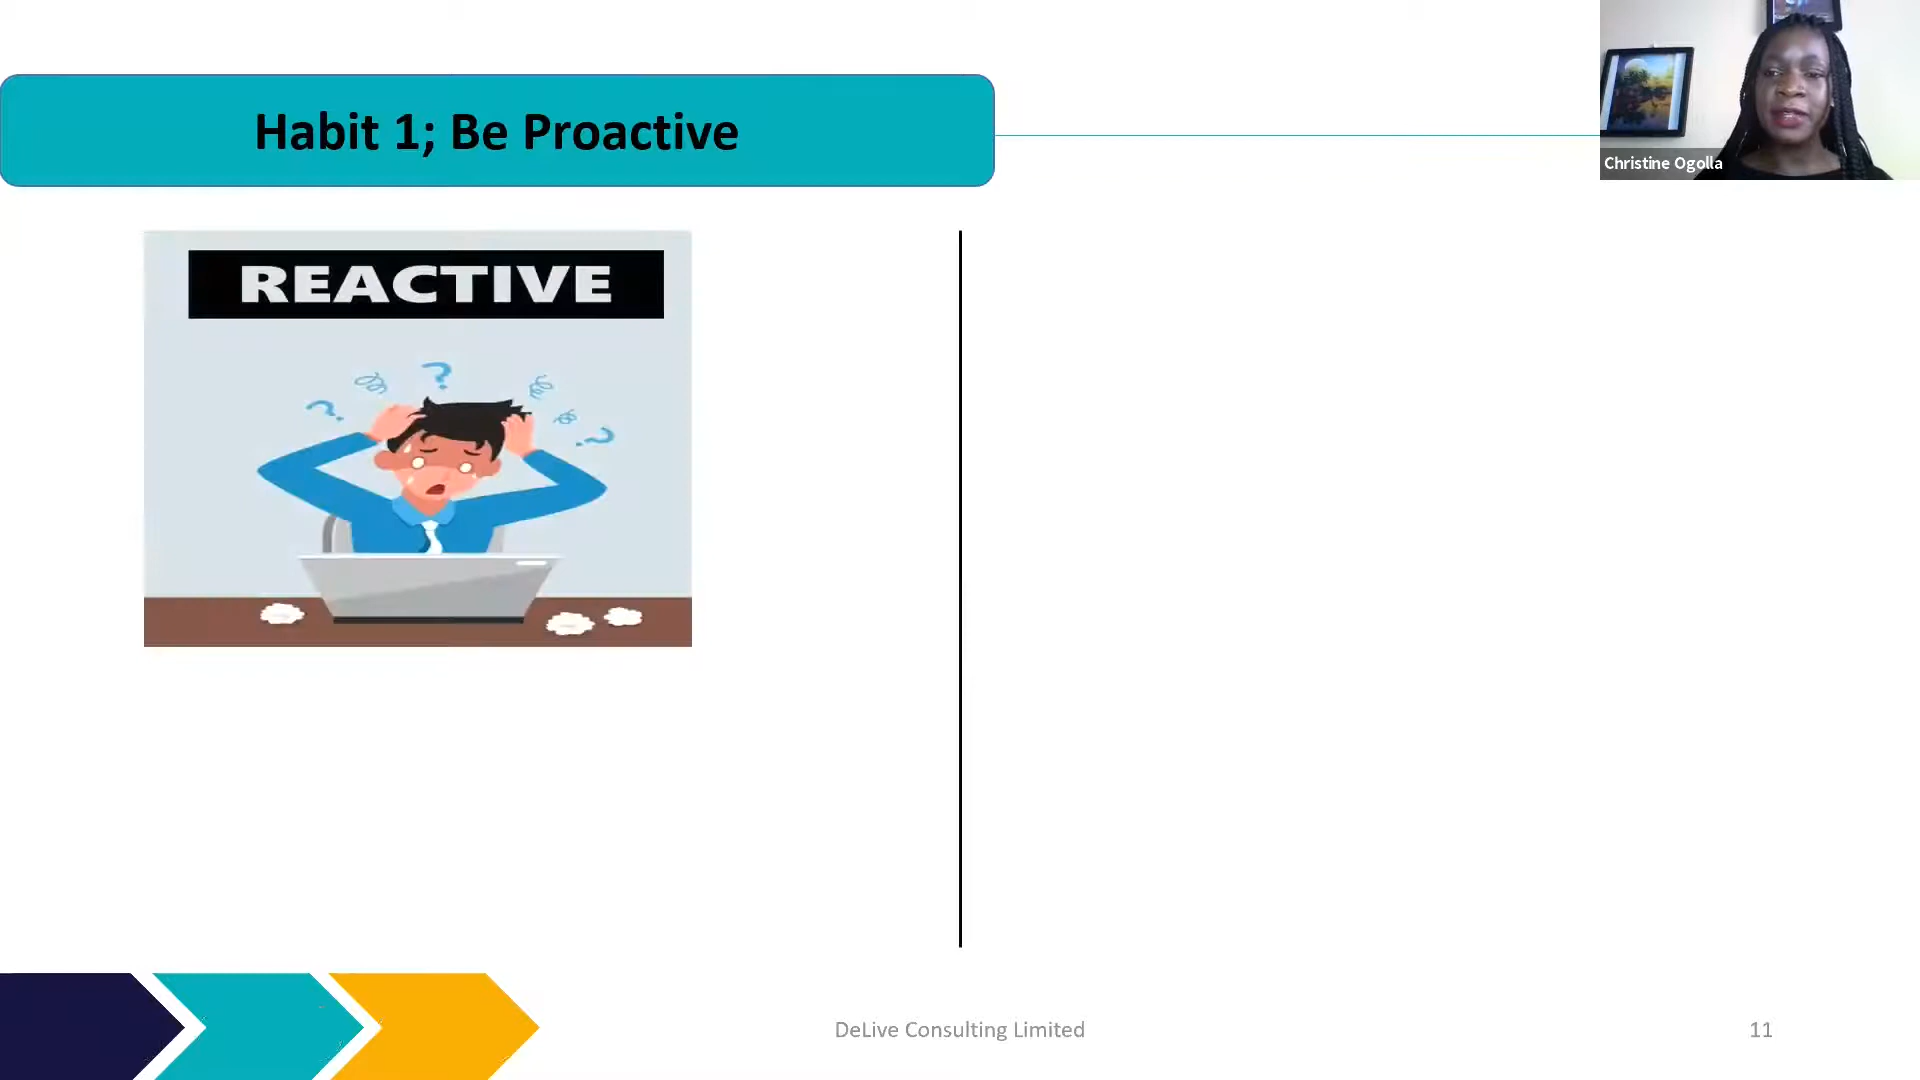 Habit 1; Be Proactive
Christine Ogolla
REACTIVE
? ? ?
DeLive Consulting Limited
11